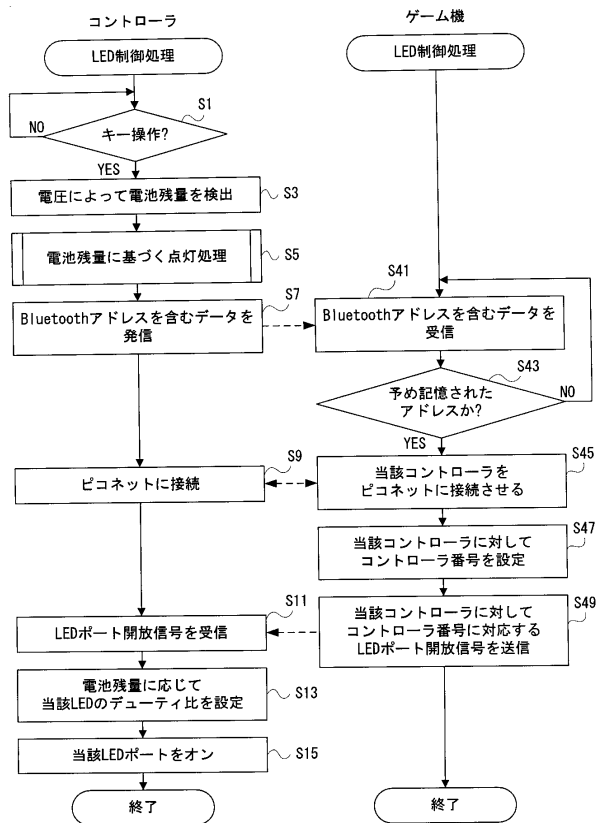 コントローラ
LED制御処理
S1
キー操作?
NO
YES
電圧によって電池残量を検出
S3
電池残量に基づく点灯処理
S5
S7
Bluetoothアドレスを含むデータを
発信
S9
ピコネットに接続
S11
LEDポート開放信号を受信
電池残量に応じて
当該LEDのデューティ比を設定
S13
当該LEDポートをオン
S15
終了
ゲーム機
LED制御処理
S41
Bluetoothアドレスを含むデータを
受信
S43
予め記憶された
アドレスか?
NO
YES
S45
当該コントローラを
ピコネットに接続させる
S47
当該コントローラに対して
コントローラ番号を設定
S49
当該コントローラに対して
コントローラ番号に対応する
LEDポート開放信号を送信
終了